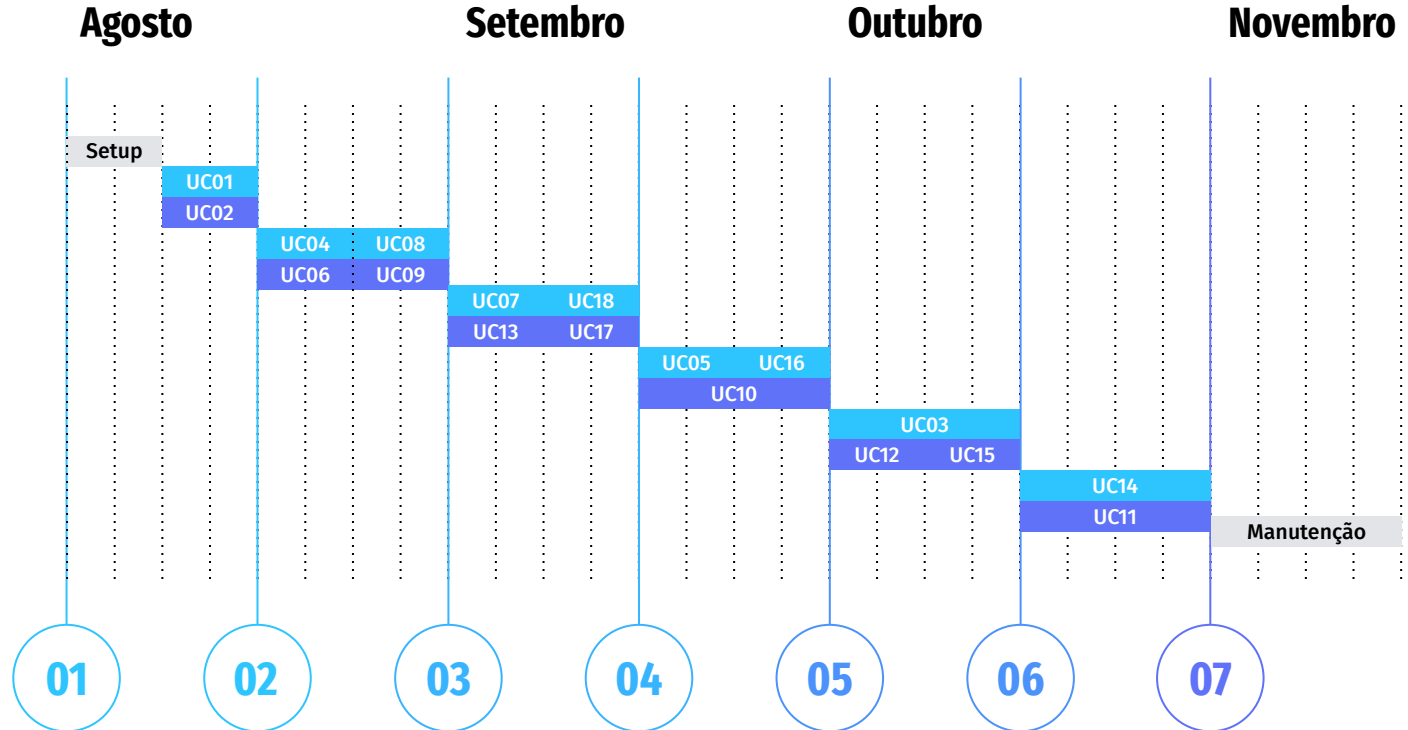 Agosto Setembro Outubro Novembro
Setup
UC01
UC02
UC04 UC08
UC06 UC09
UC07 UC18
UC13 UC17
UC05 UC16
UC10
UC03
UC12 UC15
UC14
UC11
Manutenção
01 02 03 04 05 06 07